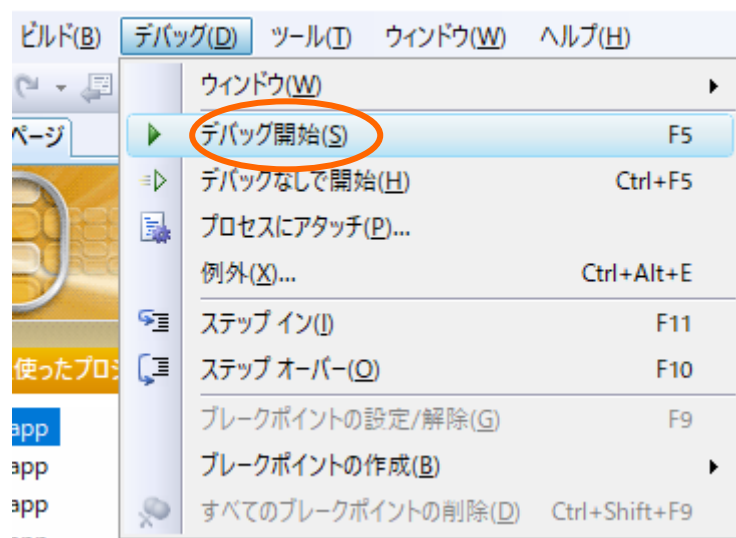 ビルド(B) デバッグ(D) ツール(T) ウィンドウ(W) ヘルプ(H)
ウィンドウ(W)
ページ
デバッグ開始(S) F5
デバッグなしで開始(H) Ctrl+F5
プロセスにアタッチ(P)...
例外(X)... Ctrl+Alt+E
ステップ イン(I) F11
使ったプロジ
ステップ オーバー(O) F10
app
ブレークポイントの設定/解除(G) F9
app
ブレークポイントの作成(B)
app
すべてのブレークポイントの削除(D) Ctrl+Shift+F9